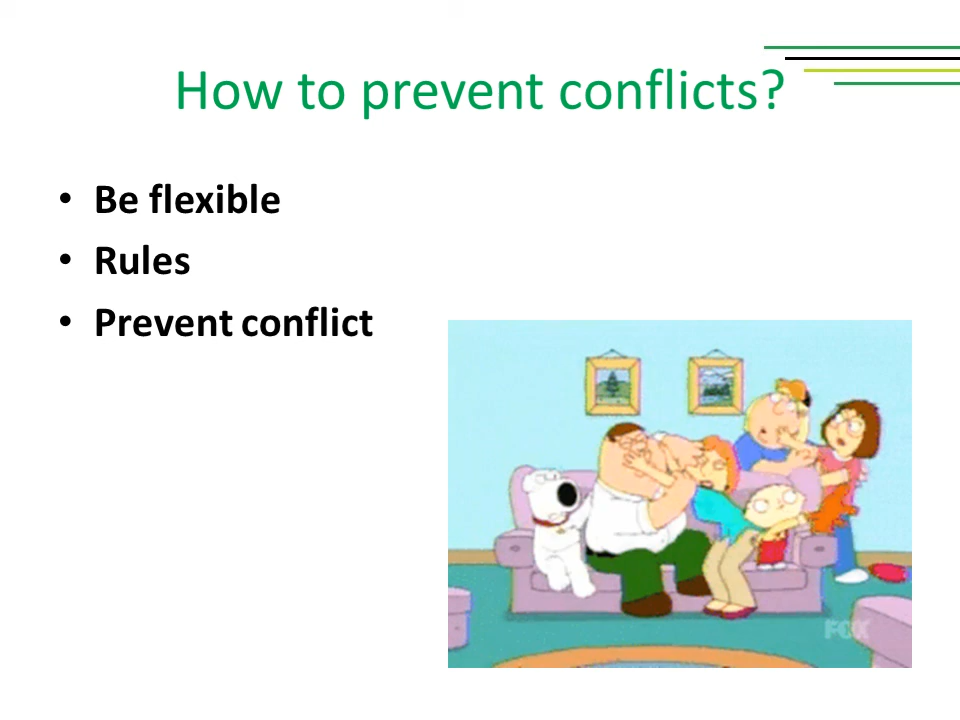 How to prevent conflicts?
• Be flexible
• Rules
• Prevent conflict
FOX